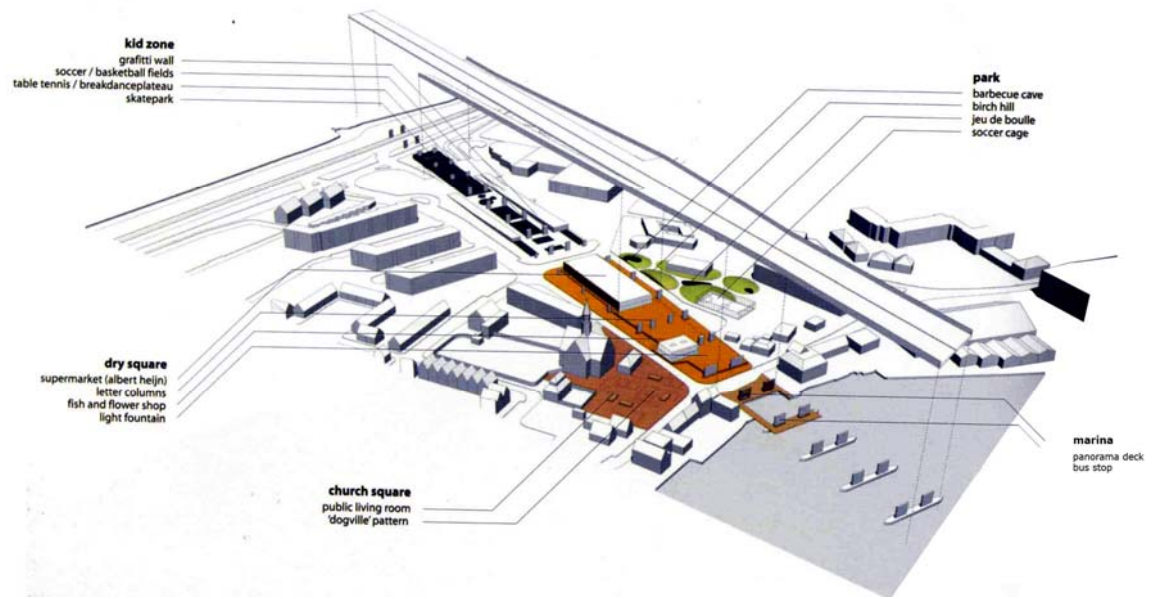 kid zone
grafitti wall
soccer / basketball fields
table tennis / breakdanceplateau
skatepark
park
barbecue cave
birch hill
jeu de boulle
soccer cage
dry square
supermarket (albert heijn)
letter columns
fish and flower shop
light fountain
church square
public living room
'dogville' pattern
marina
panorama deck
bus stop